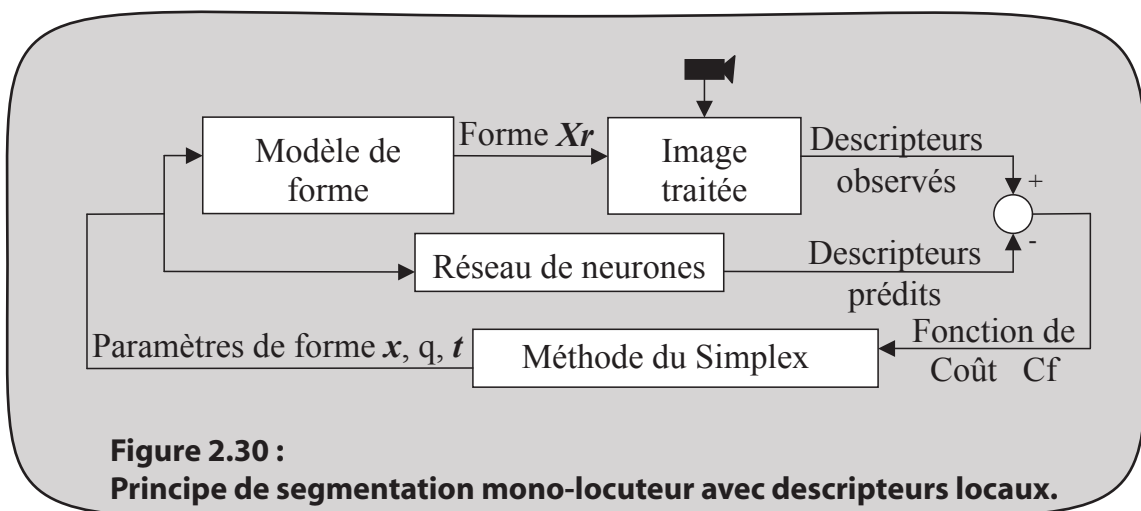 Modèle de
forme
Forme Xr
Image
traitée
Descripteurs
observés
+
-
Réseau de neurones
Descripteurs
prédits
Paramètres de forme x, q, t
Méthode du Simplex
Fonction de
Coût Cf
Figure 2.30 :
Principe de segmentation mono-locuteur avec descripteurs locaux.